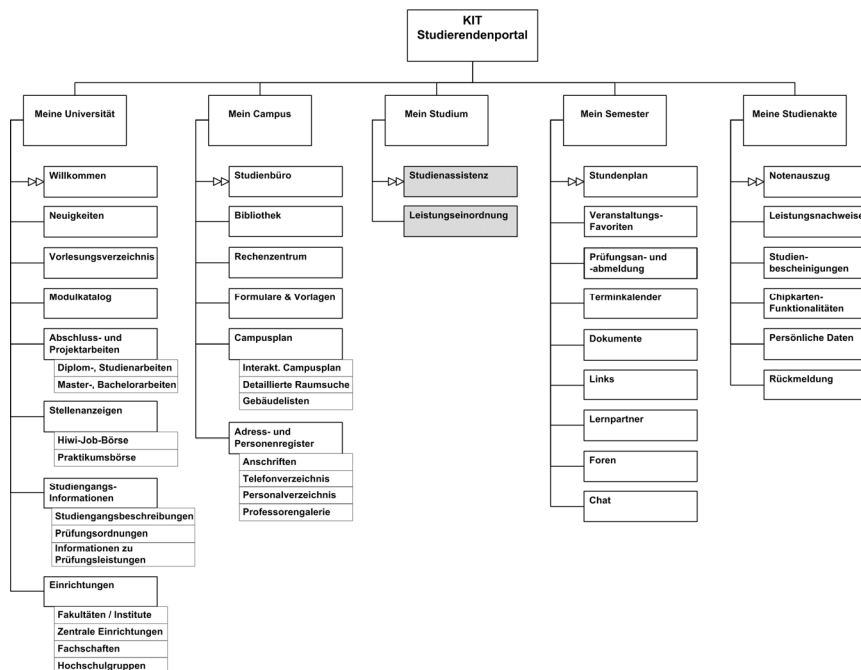 KIT
Studierendenportal
Meine Universität
Willkommen
Neuigkeiten
Vorlesungsverzeichnis
Modulkatalog
Abschluss- und
Projektarbeiten
Diplom-, Studienarbeiten
Master-, Bachelorarbeiten
Stellenanzeigen
Hiwi-Job-Börse
Praktikumsbörse
Studiengangs-
Informationen
Studiengangsbeschreibungen
Prüfungsordnungen
Informationen zu
Prüfungsleistungen
Einrichtungen
Fakultäten / Institute
Zentrale Einrichtungen
Fachschaften
Hochschulgruppen
Mein Campus
Studienbüro
Bibliothek
Rechenzentrum
Formulare & Vorlagen
Campusplan
Interakt. Campusplan
Detaillierte Raumsuche
Gebäudelisten
Adress- und
Personenregister
Anschriften
Telefonverzeichnis
Personalverzeichnis
Professorengalerie
Mein Studium
Studienassistenz
Leistungseinordnung
Mein Semester
Stundenplan
Veranstaltungs-
Favoriten
Prüfungsan- und
-abmeldung
Terminkalender
Dokumente
Links
Lernpartner
Foren
Chat
Meine Studienakte
Notenauszug
Leistungsnachweise
Studien-
bescheinigungen
Chipkarten-
Funktionalitäten
Persönliche Daten
Rückmeldung